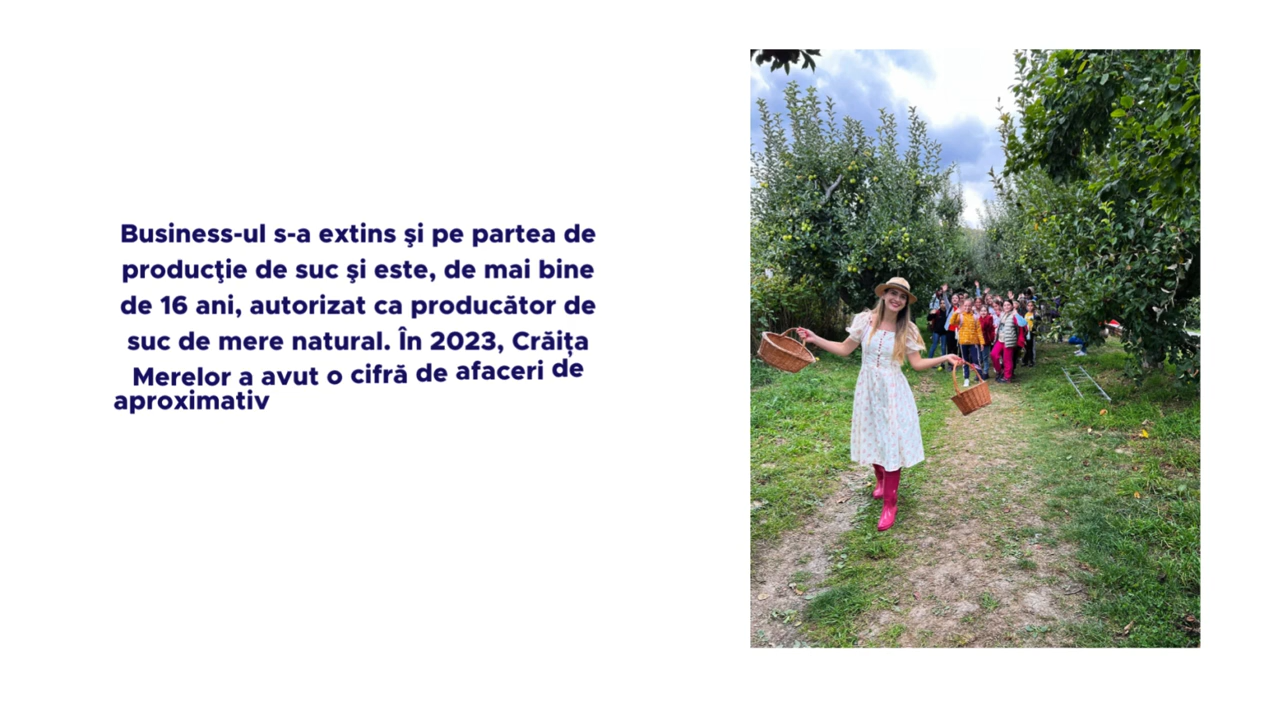 Business-ul s-a extins şi pe partea de
producţie de suc şi este, de mai bine
de 16 ani, autorizat ca producător de
suc de mere natural. În 2023, Crăița
Merelor a avut o cifră de afaceri de
aproximativ